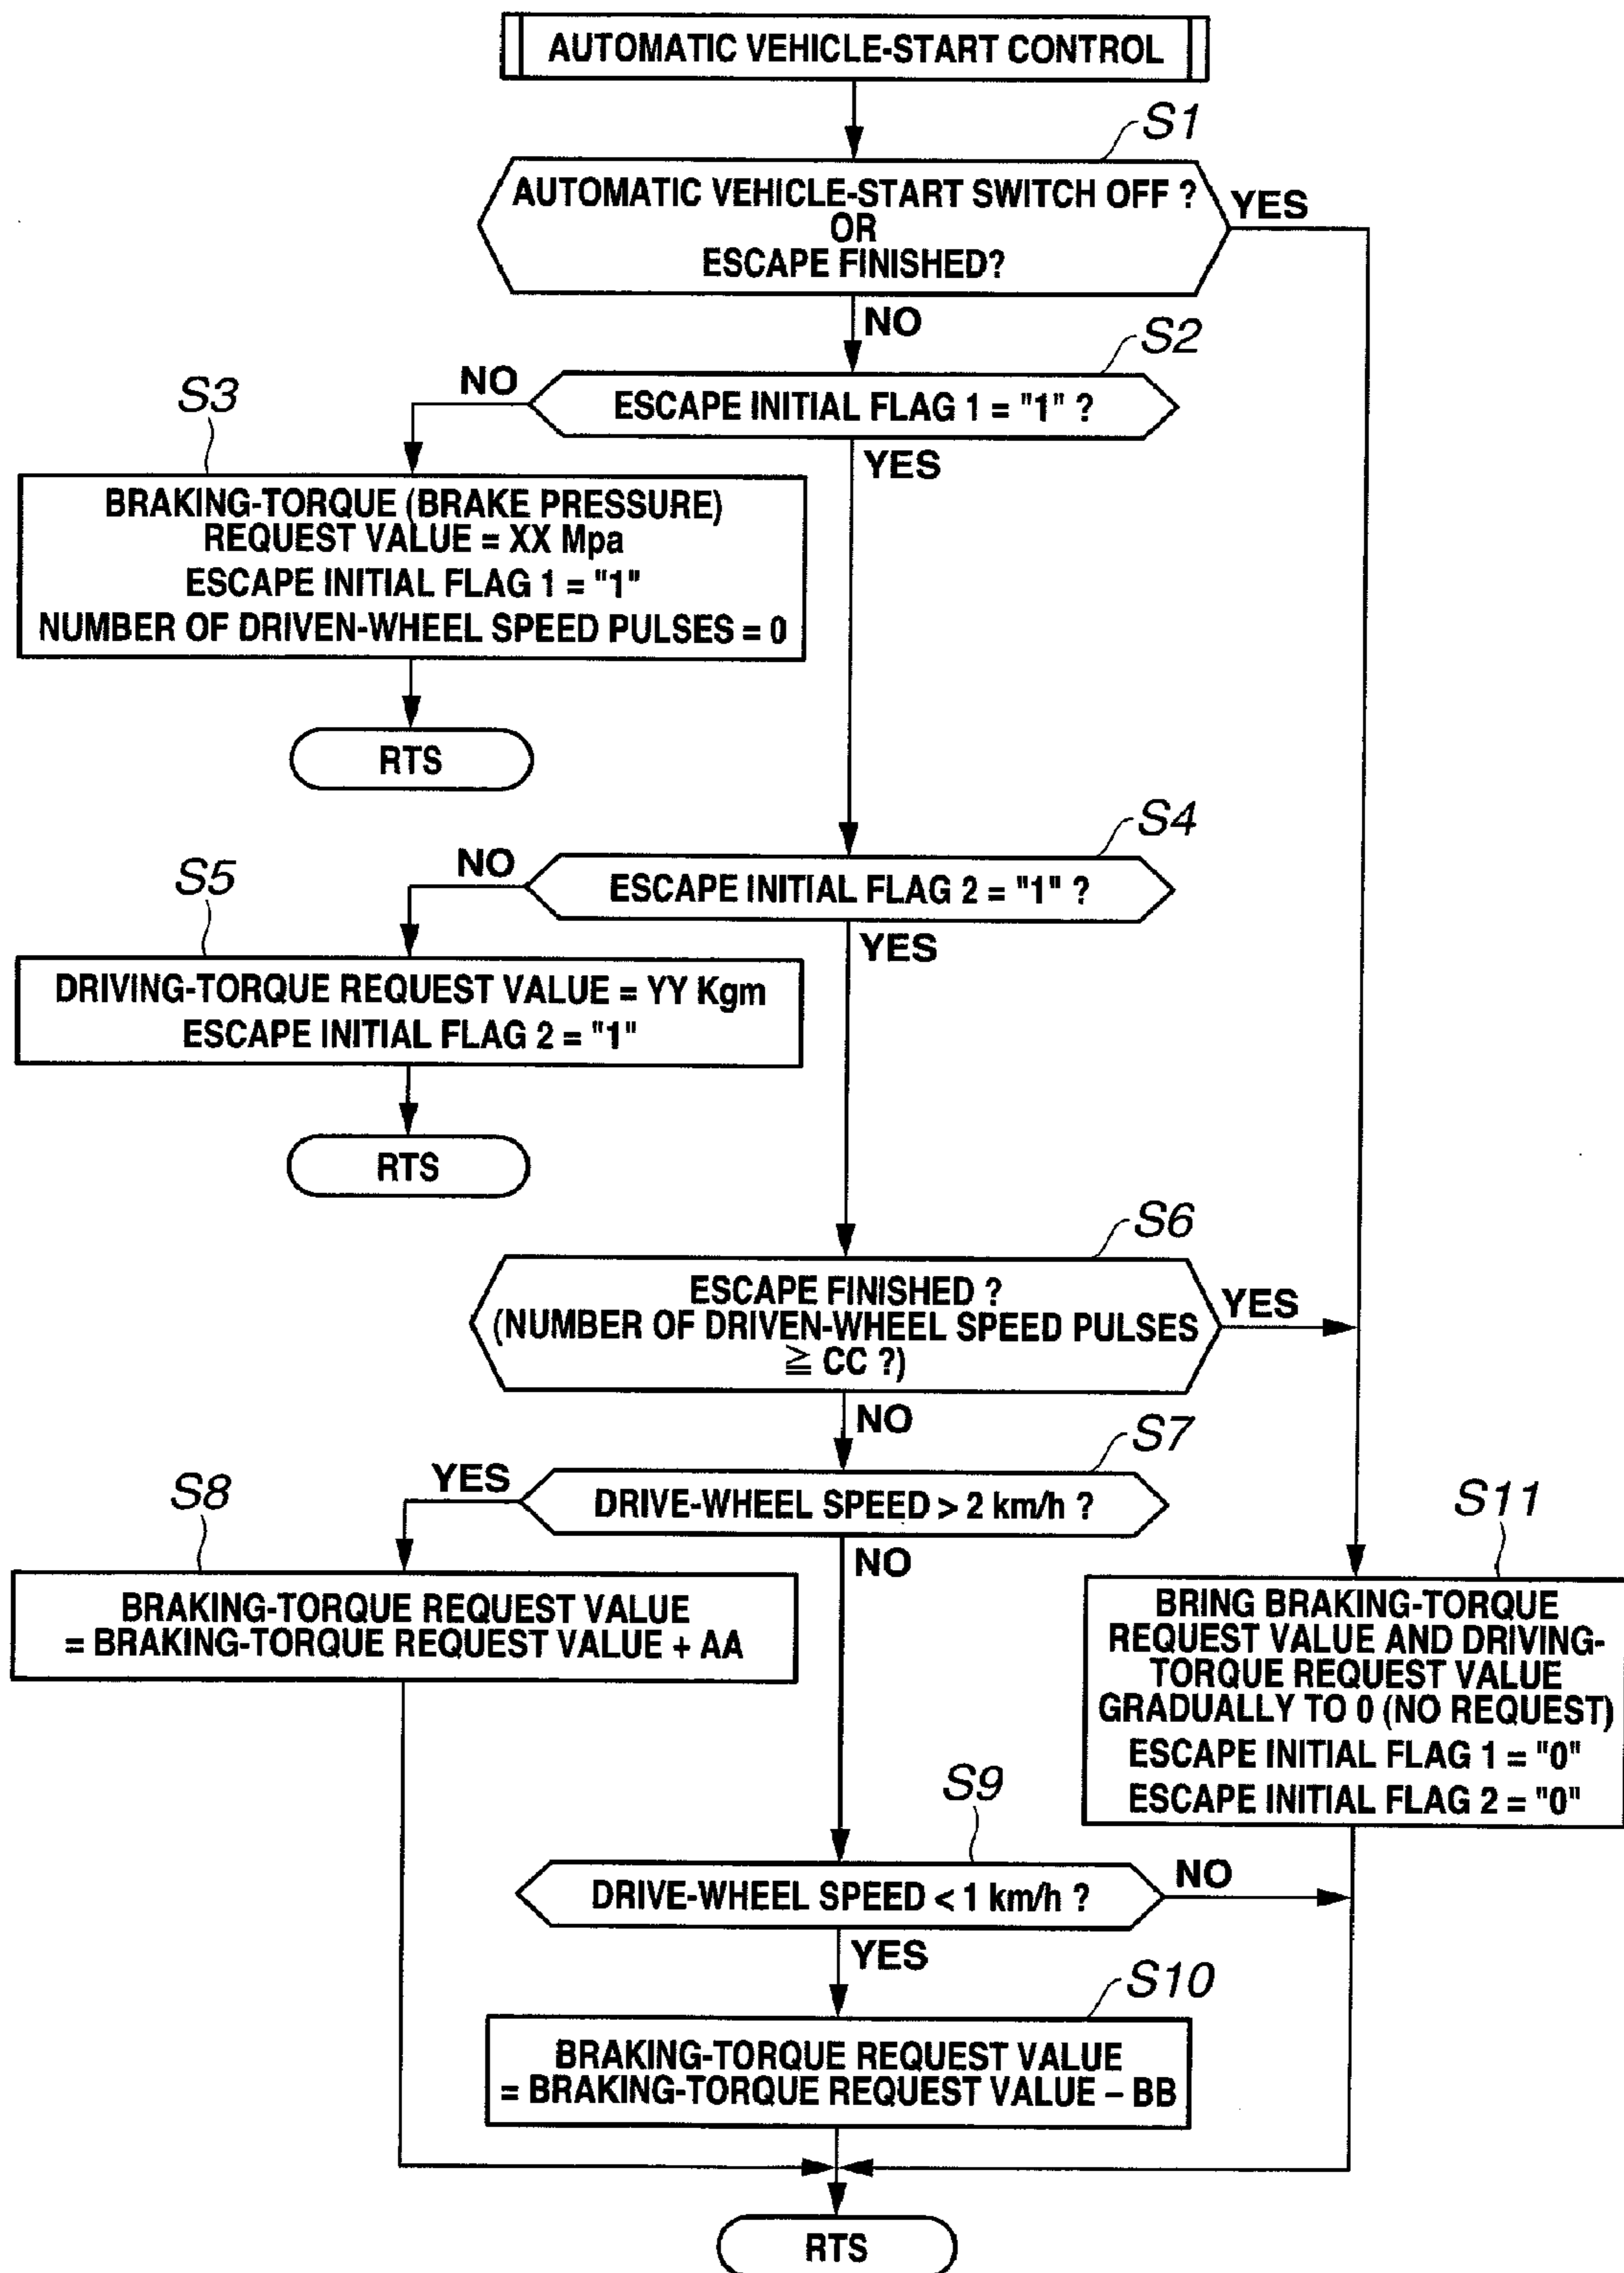 AUTOMATIC VEHICLE-START CONTROL
S1
AUTOMATIC VEHICLE-START SWITCH OFF ?
OR
ESCAPE FINISHED?
YES
NO
S2
ESCAPE INITIAL FLAG 1 = "1" ?
NO
YES
S3
BRAKING-TORQUE (BRAKE PRESSURE)
REQUEST VALUE = XX Mpa
ESCAPE INITIAL FLAG 1 = "1"
NUMBER OF DRIVEN-WHEEL SPEED PULSES = 0
RTS
S4
ESCAPE INITIAL FLAG 2 = "1" ?
NO
YES
S5
DRIVING-TORQUE REQUEST VALUE = YY Kgm
ESCAPE INITIAL FLAG 2 = "1"
RTS
S6
ESCAPE FINISHED ?
(NUMBER OF DRIVEN-WHEEL SPEED PULSES
≧ CC ?)
YES
NO
S7
DRIVE-WHEEL SPEED > 2 km/h ?
YES
NO
S8
BRAKING-TORQUE REQUEST VALUE
= BRAKING-TORQUE REQUEST VALUE + AA
S11
BRING BRAKING-TORQUE
REQUEST VALUE AND DRIVING-
TORQUE REQUEST VALUE
GRADUALLY TO 0 (NO REQUEST)
ESCAPE INITIAL FLAG 1 = "0"
ESCAPE INITIAL FLAG 2 = "0"
S9
DRIVE-WHEEL SPEED < 1 km/h ?
NO
YES
S10
BRAKING-TORQUE REQUEST VALUE
= BRAKING-TORQUE REQUEST VALUE – BB
RTS